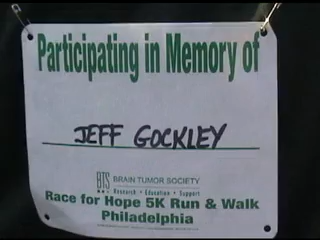 Participating in Memory of
JEFF GOCKLEY
BTS BRAIN TUMOR SOCIETY
Research • Education • Support
Race for Hope 5K Run & Walk
Philadelphia